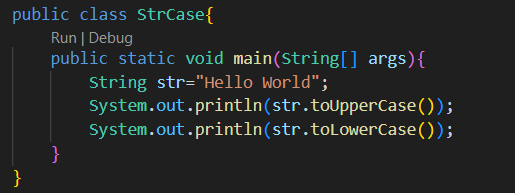 public class StrCase{
Run | Debug
public static void main(String[] args){
String str="Hello World";
System.out.println(str.toUpperCase());
System.out.println(str.toLowerCase());
}
}